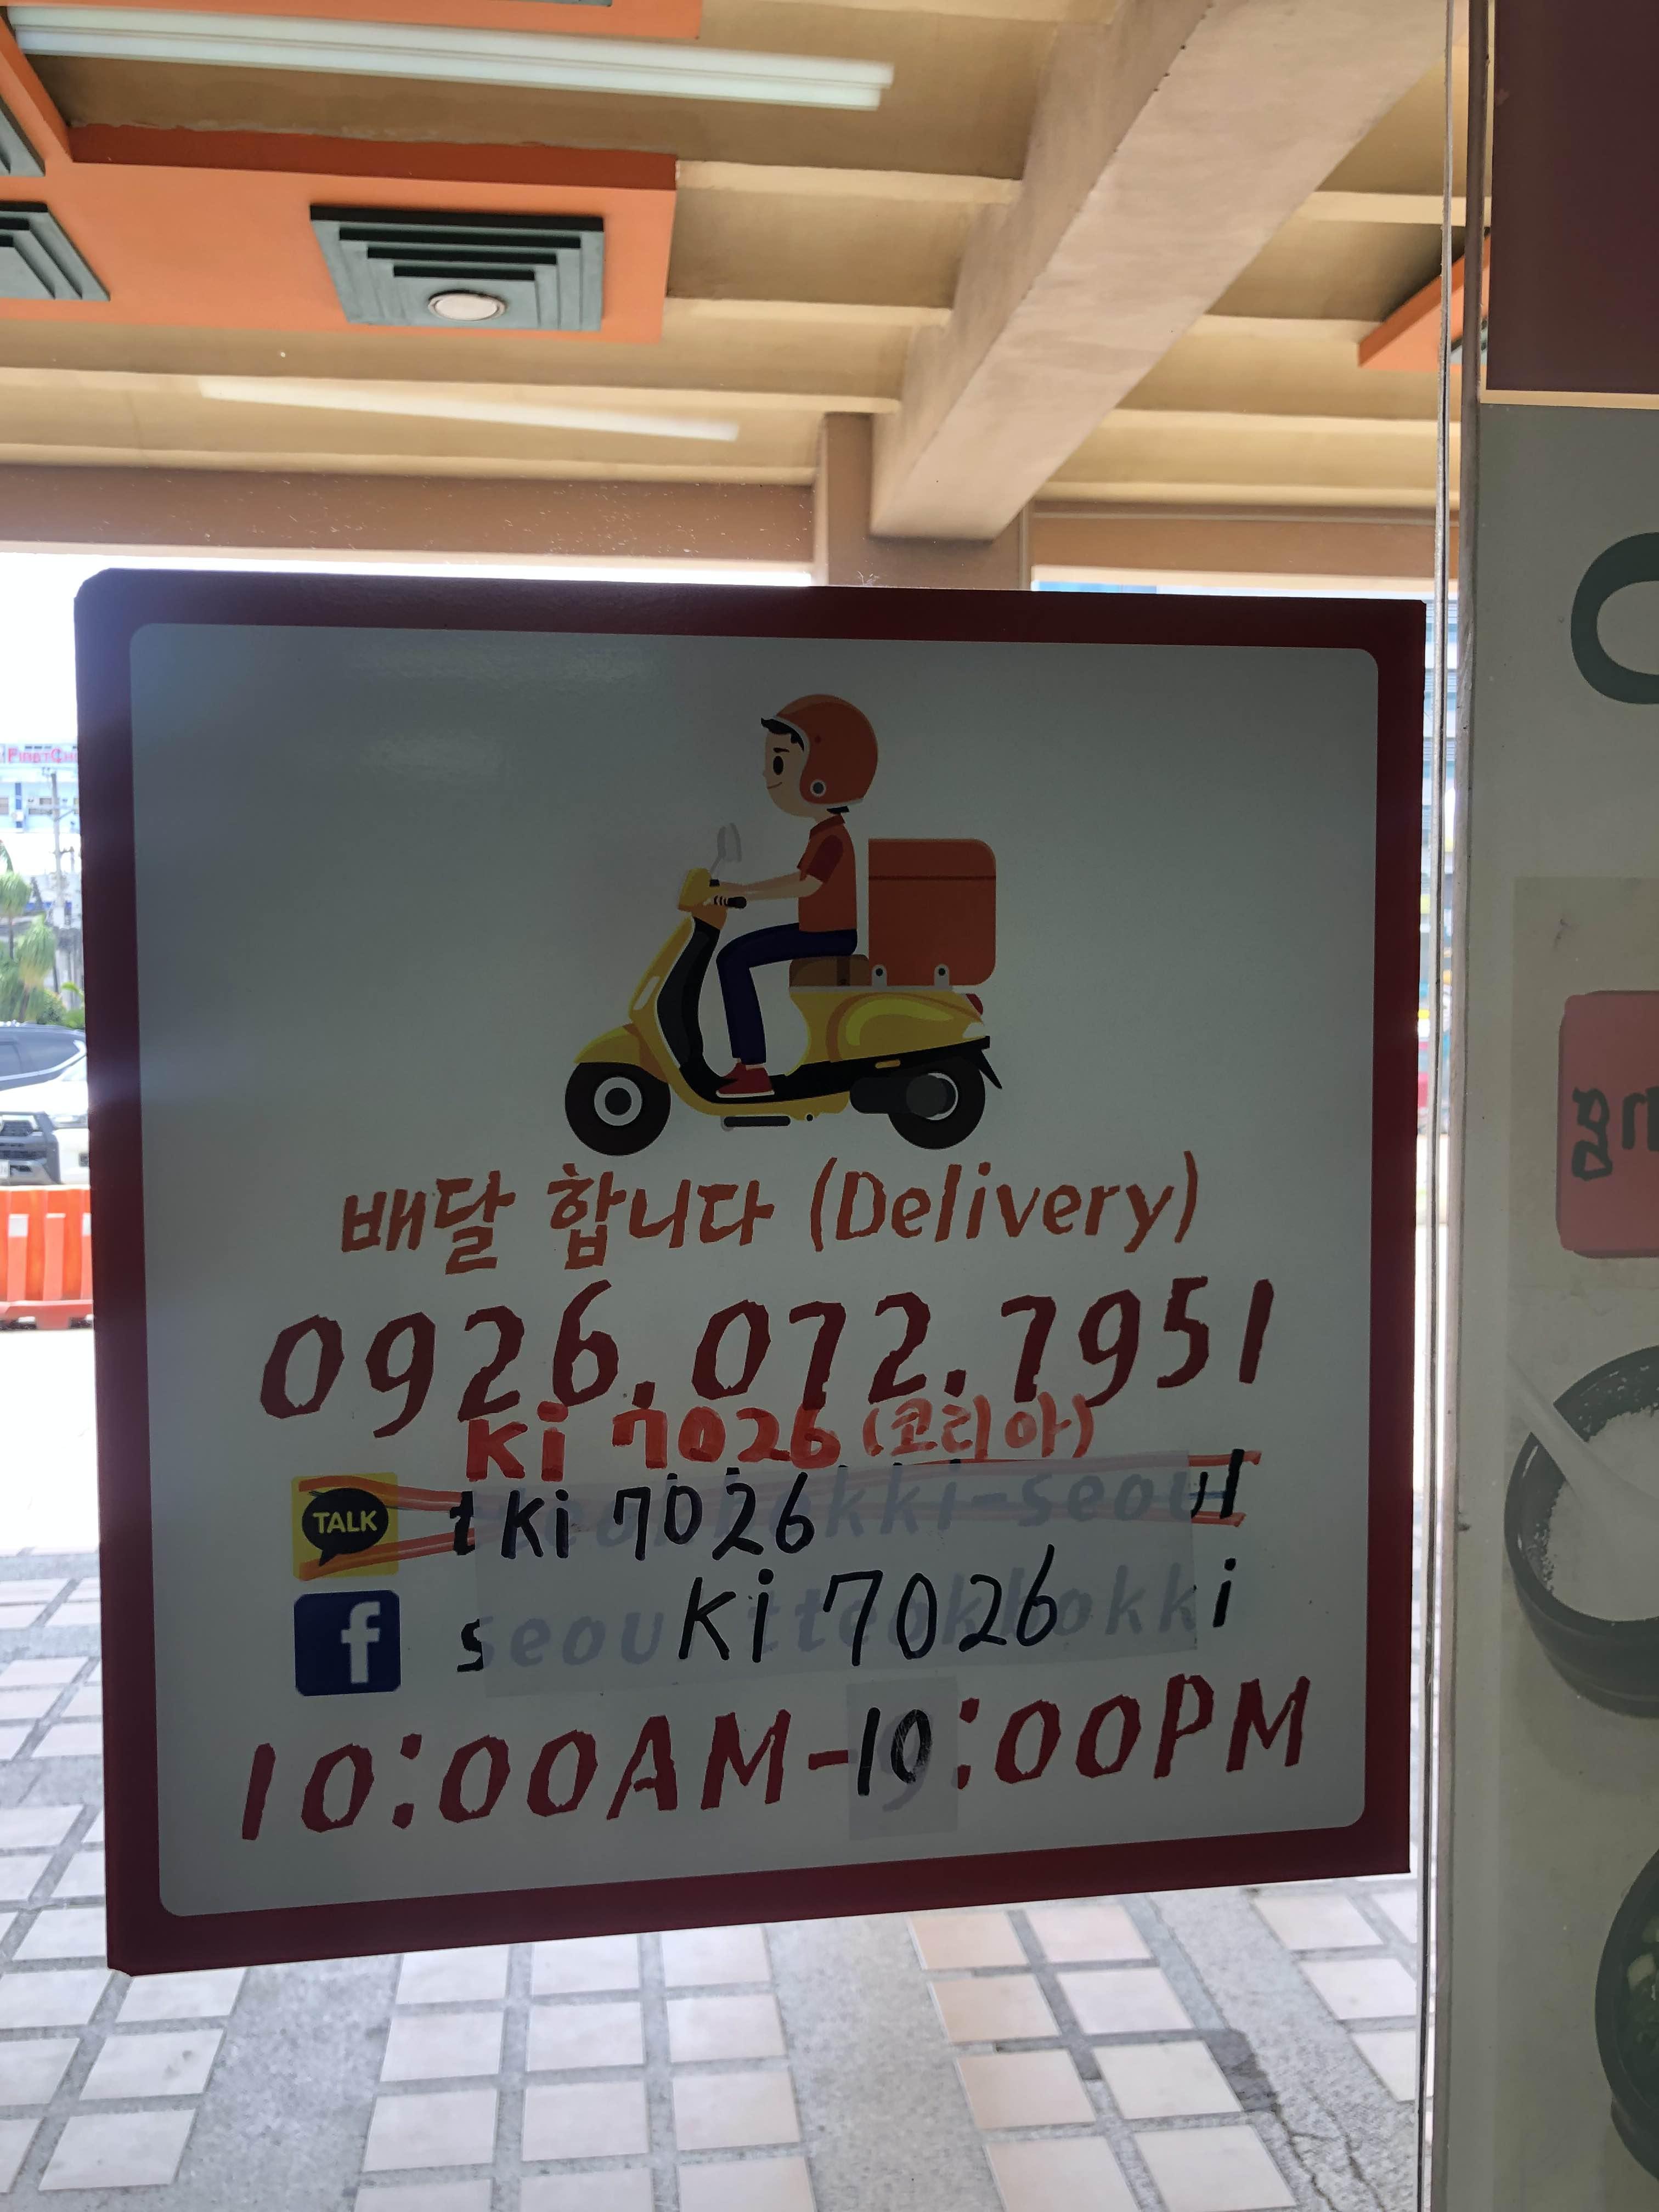 배달 합니다 (Delivery)
0926.072.7951
Ki 7026 (코리아)
TALK
Ki 7026
f
Ki 7026
10:00AM-10:00PM